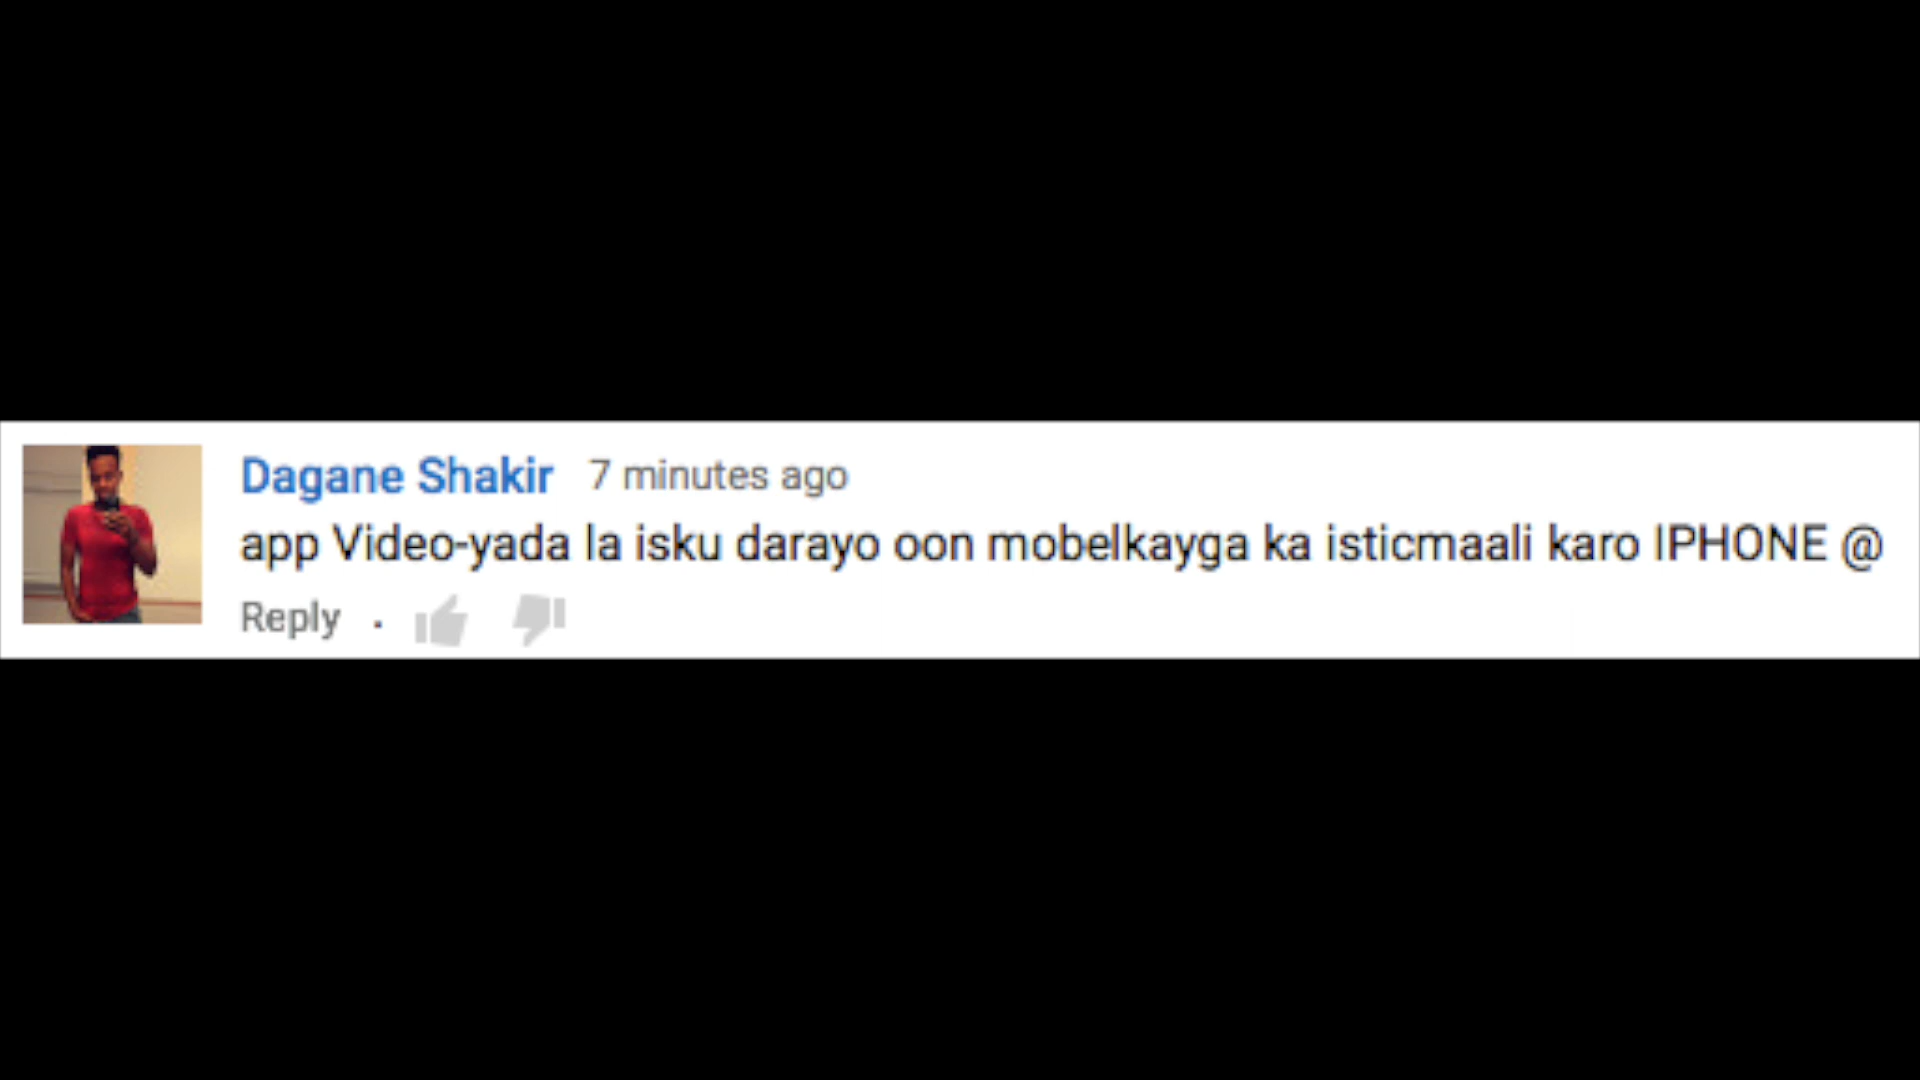 Dagane Shakir 7 minutes ago
app Video-yada la isku darayo oon mobelkayga ka isticmaali karo IPHONE @
Reply .